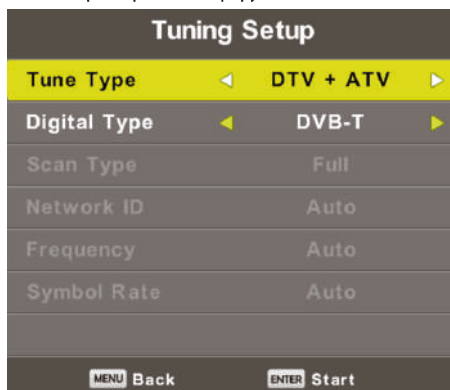 Tuning Setup
Tune Type DTV + ATV
Digital Type DVB-T
Scan Type Full
Network ID Auto
Frequency Auto
Symbol Rate Auto
MENU Back ENTER Start